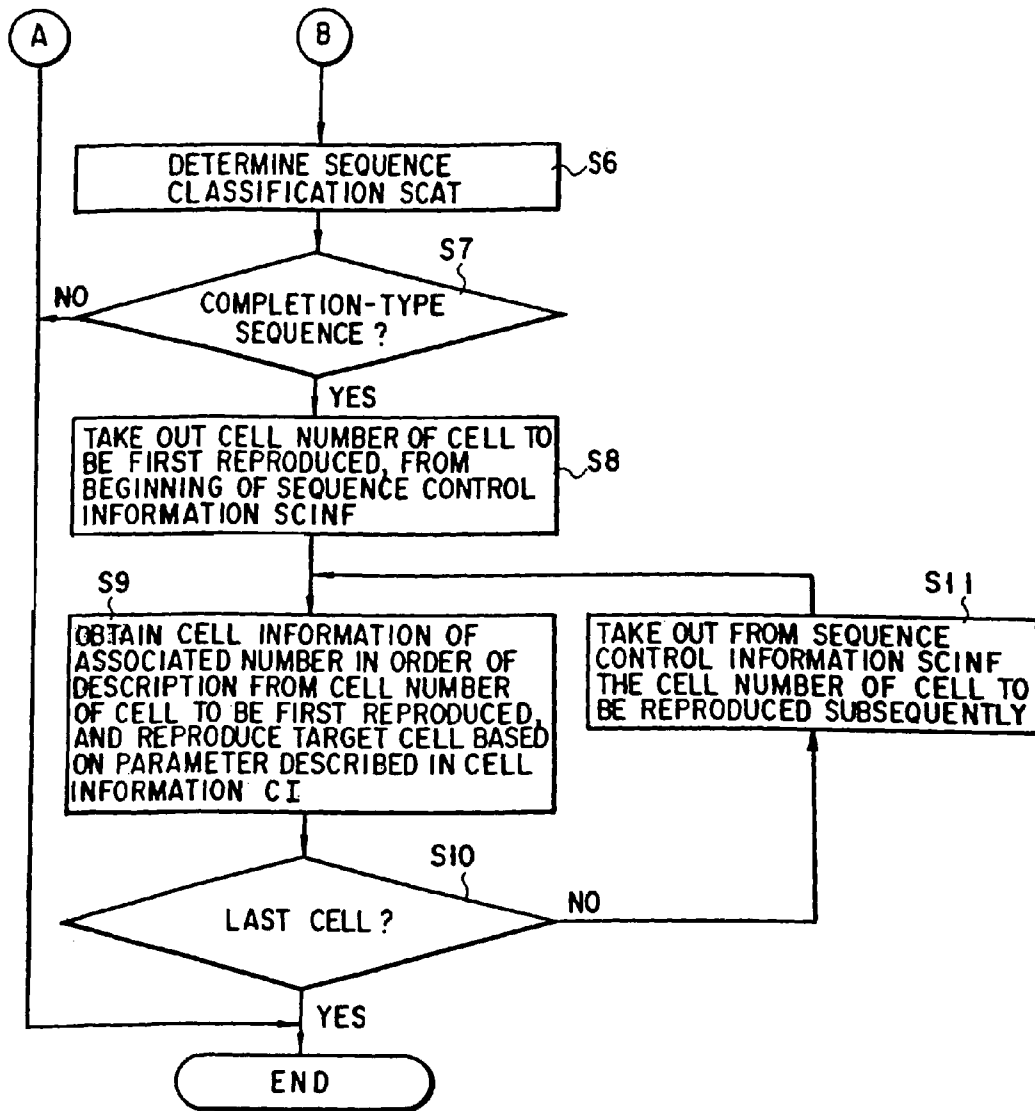 A
B
DETERMINE SEQUENCE
CLASSIFICATION SCAT
S6
S7
NO
COMPLETION-TYPE
SEQUENCE?
YES
TAKE OUT CELL NUMBER OF CELL TO
BE FIRST REPRODUCED, FROM
BEGINNING OF SEQUENCE CONTROL
INFORMATION SCINF
S8
S9
OBTAIN CELL INFORMATION OF
ASSOCIATED NUMBER IN ORDER OF
DESCRIPTION FROM CELL NUMBER
OF CELL TO BE FIRST REPRODUCED,
AND REPRODUCE TARGET CELL BASED
ON PARAMETER DESCRIBED IN CELL
INFORMATION CI
S11
TAKE OUT FROM SEQUENCE
CONTROL INFORMATION SCINF
THE CELL NUMBER OF CELL TO
BE REPRODUCED SUBSEQUENTLY
S10
LAST CELL?
NO
YES
END